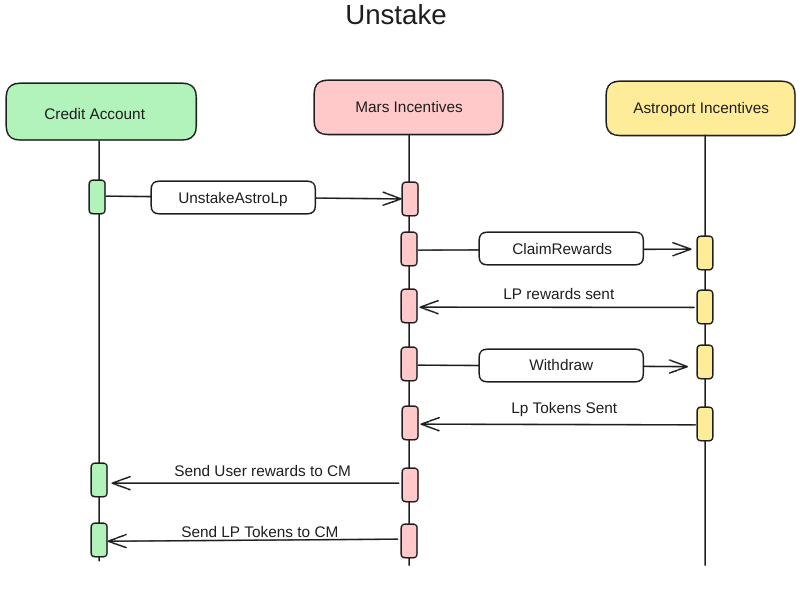 Unstake
Credit Account
Mars Incentives
Astroport Incentives
UnstakeAstroLp
ClaimRewards
LP rewards sent
Withdraw
Lp Tokens Sent
Send User rewards to CM
Send LP Tokens to CM